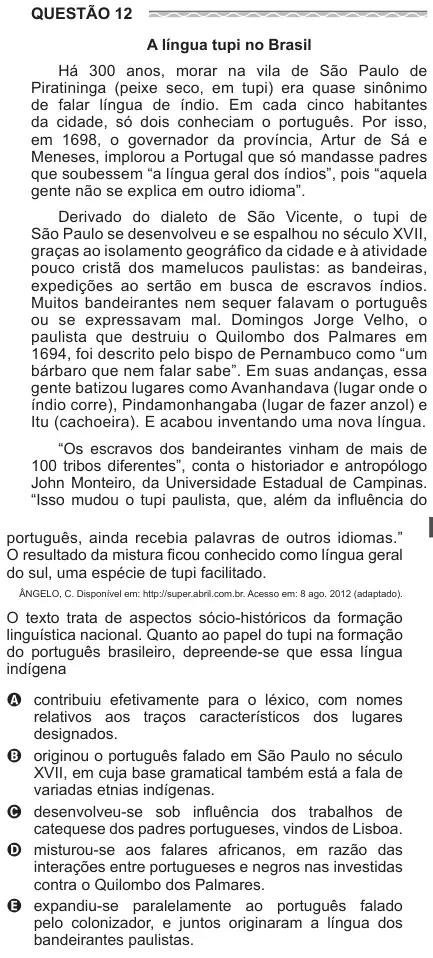 QUESTÃO 12
A língua tupi no Brasil
Há 300 anos, morar na vila de São Paulo de
Piratininga (peixe seco, em tupi) era quase sinônimo
de falar língua de índio. Em cada cinco habitantes
da cidade, só dois conheciam o português. Por isso,
em 1698, o governador da província, Artur de Sá e
Meneses, implorou a Portugal que só mandasse padres
que soubessem “a língua geral dos índios”, pois “aquela
gente não se explica em outro idioma”.
Derivado do dialeto de São Vicente, o tupi de
São Paulo se desenvolveu e se espalhou no século XVII,
graças ao isolamento geográfico da cidade e à atividade
pouco cristã dos mamelucos paulistas: as bandeiras,
expedições ao sertão em busca de escravos índios.
Muitos bandeirantes nem sequer falavam o português
ou se expressavam mal. Domingos Jorge Velho, o
paulista que destruiu o Quilombo dos Palmares em
1694, foi descrito pelo bispo de Pernambuco como “um
bárbaro que nem falar sabe”. Em suas andanças, essa
gente batizou lugares como Avanhandava (lugar onde o
índio corre), Pindamonhangaba (lugar de fazer anzol) e
Itu (cachoeira). E acabou inventando uma nova língua.
“Os escravos dos bandeirantes vinham de mais de
100 tribos diferentes”, conta o historiador e antropólogo
John Monteiro, da Universidade Estadual de Campinas.
“Isso mudou o tupi paulista, que, além da influência do
português, ainda recebia palavras de outros idiomas.”
O resultado da mistura ficou conhecido como língua geral
do sul, uma espécie de tupi facilitado.
ÂNGELO, C. Disponível em: http://super.abril.com.br. Acesso em: 8 ago. 2012 (adaptado).
O texto trata de aspectos sócio-históricos da formação
linguística nacional. Quanto ao papel do tupi na formação
do português brasileiro, depreende-se que essa língua
indígena
A contribuiu efetivamente para o léxico, com nomes
relativos aos traços característicos dos lugares
designados.
B originou o português falado em São Paulo no século
XVII, em cuja base gramatical também está a fala de
variadas etnias indígenas.
C desenvolveu-se sob influência dos trabalhos de
catequese dos padres portugueses, vindos de Lisboa.
D misturou-se aos falares africanos, em razão das
interações entre portugueses e negros nas investidas
contra o Quilombo dos Palmares.
E expandiu-se paralelamente ao português falado
pelo colonizador, e juntos originaram a língua dos
bandeirantes paulistas.